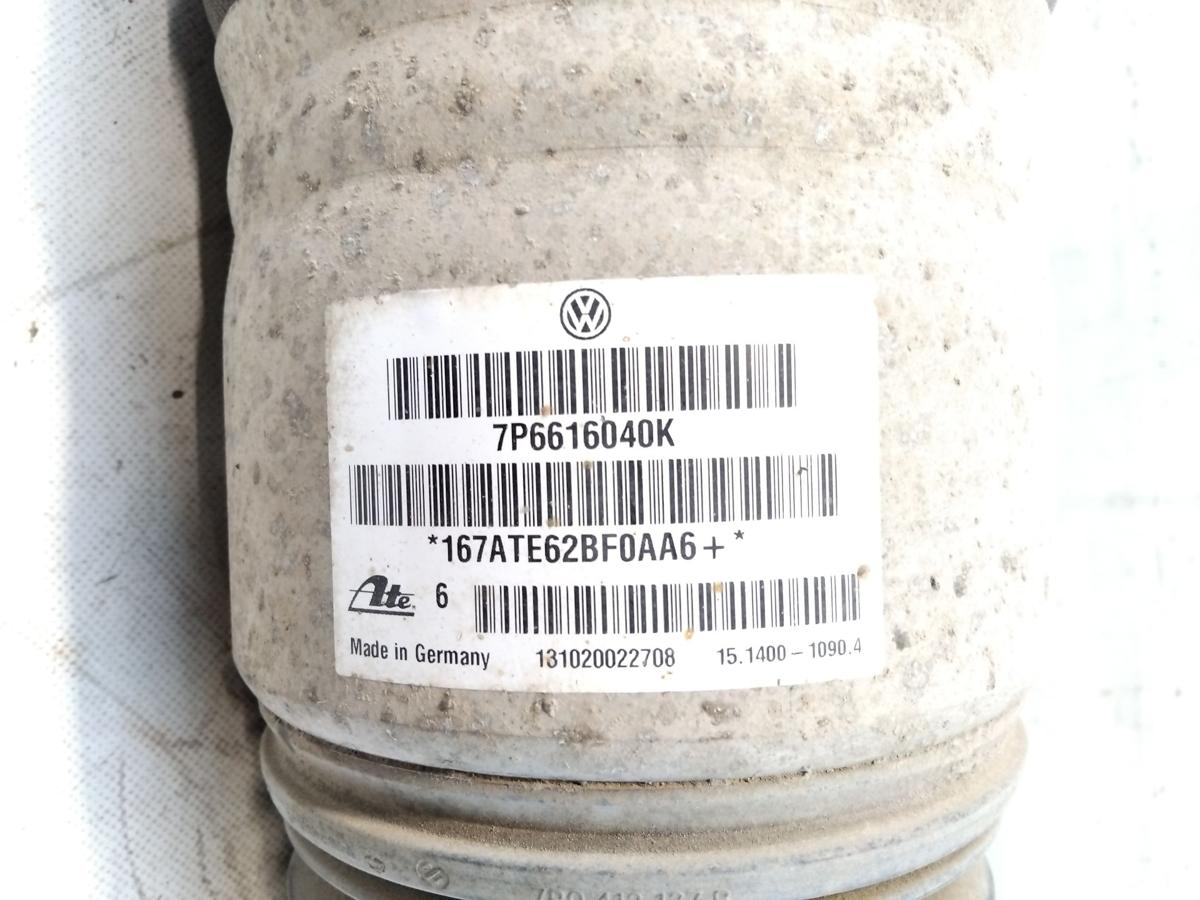 7P6616040K
*167ATE62BF0AA6+*
Ate 6
Made in Germany 131020022708 15.1400-1090.4